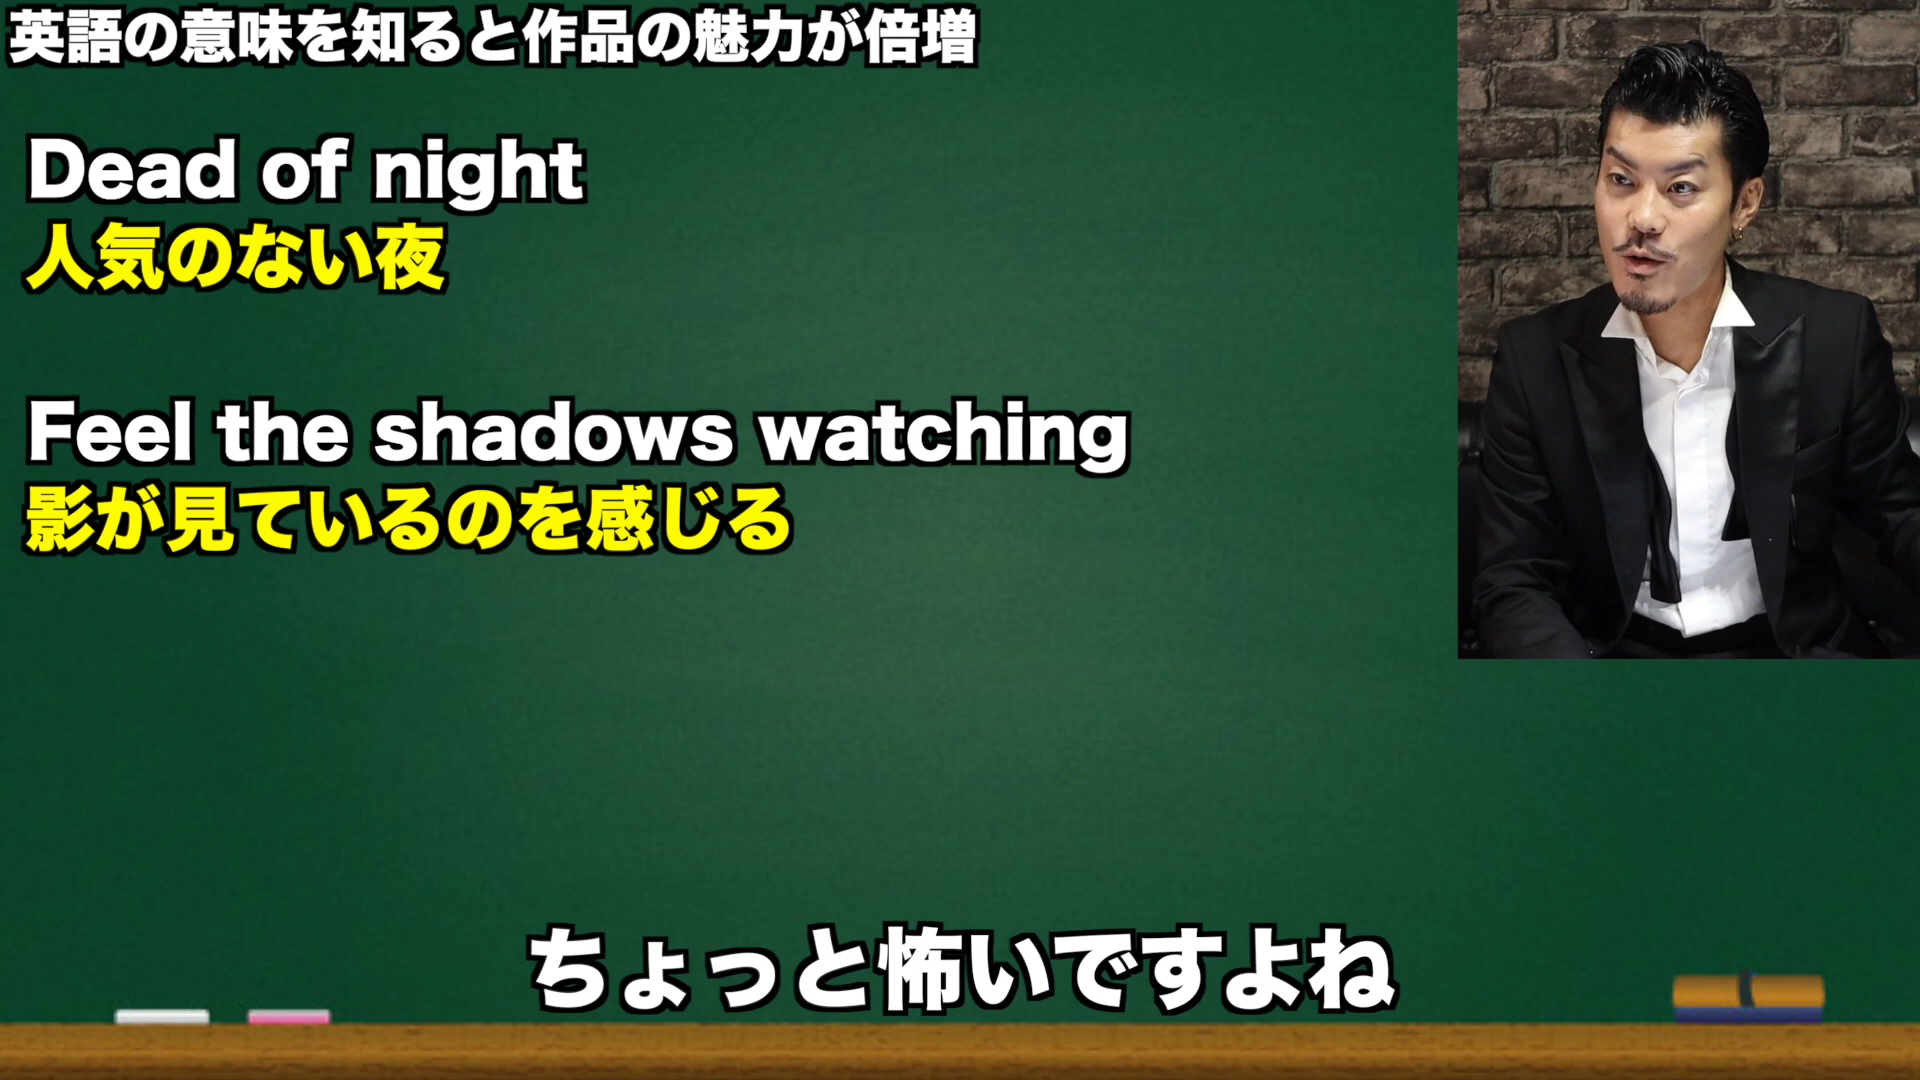 英語の意味を知ると作品の魅力が倍増
Dead of night
人気のない夜
Feel the shadows watching
影が見ているのを感じる
ちょっと怖いですよね